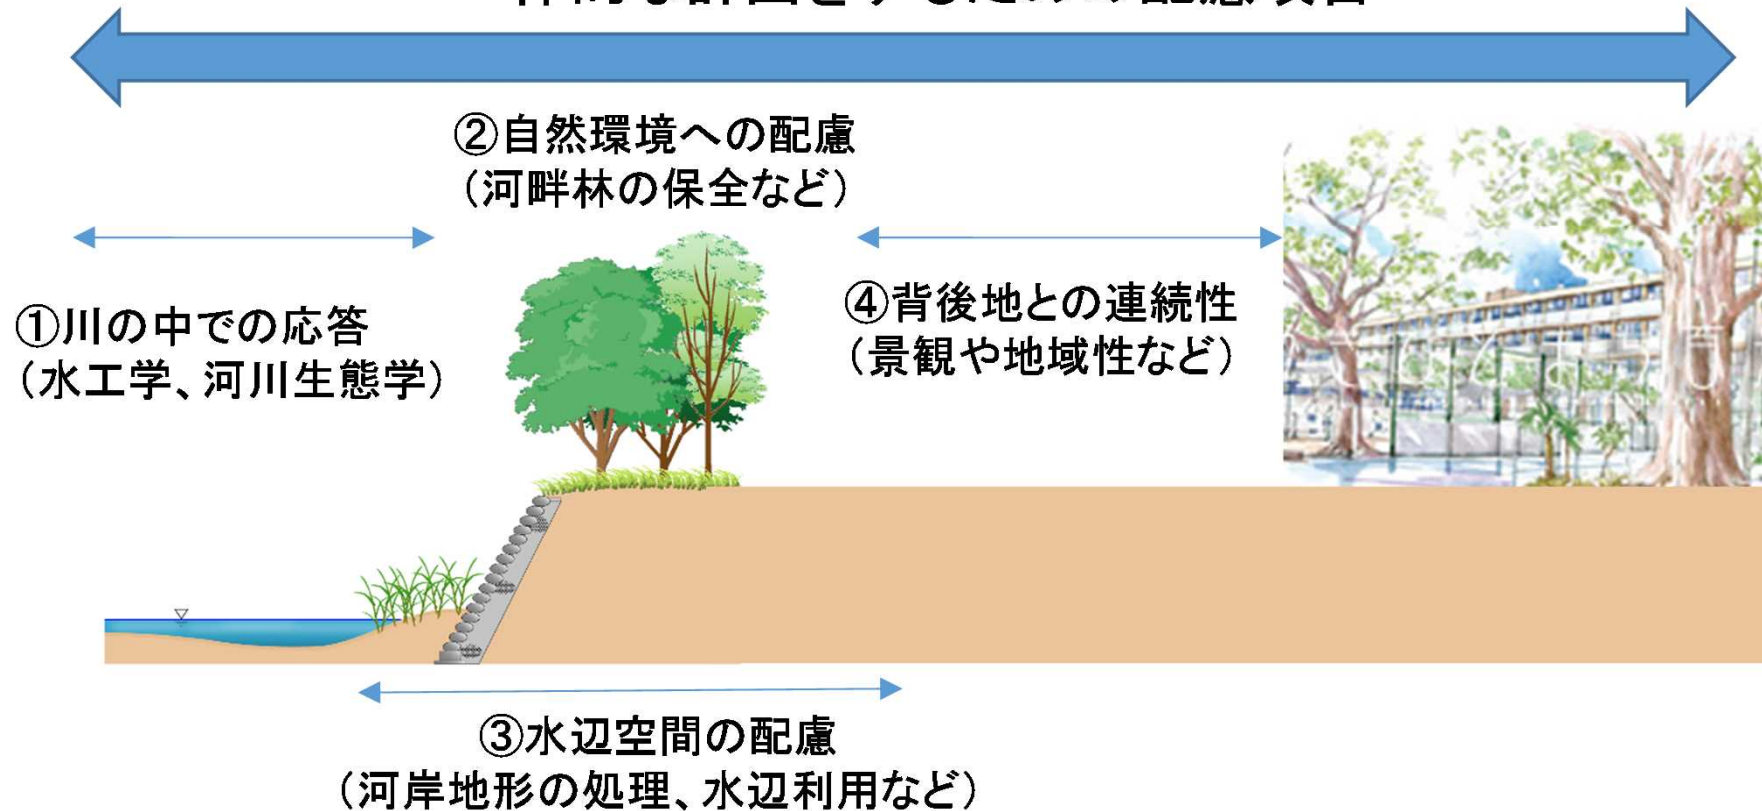 ②自然環境への配慮
（河畔林の保全など）
①川の中での応答
（水工学、河川生態学）
④背後地との連続性
（景観や地域性など）
③水辺空間の配慮
（河岸地形の処理、水辺利用など）